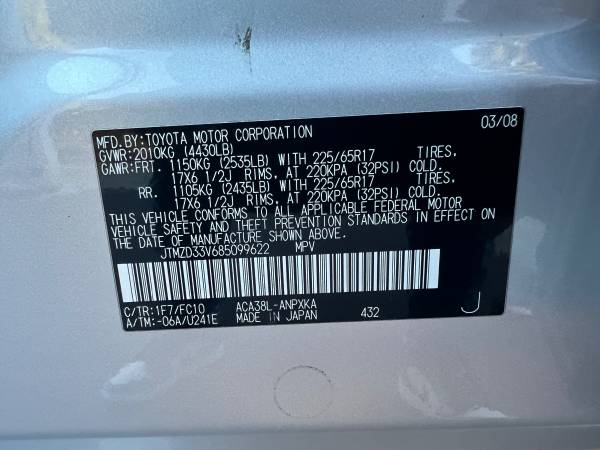 MFD.BY:TOYOTA MOTOR CORPORATION 03/08
GVWR:2010KG (4430LB)
GAWR:FRT. 1150KG (2535LB) WITH 225/65R17 TIRES,
17X6 1/2J RIMS, AT 220KPA (32PSI) COLD.
RR. 1105KG (2435LB) WITH 225/65R17 TIRES,
17X6 1/2J RIMS, AT 220KPA (32PSI) COLD.
THIS VEHICLE CONFORMS TO ALL APPLICABLE FEDERAL MOTOR
VEHICLE SAFETY AND THEFT PREVENTION STANDARDS IN EFFECT ON
THE DATE OF MANUFACTURE SHOWN ABOVE.
JTMZD33V685099622 MPV
C/TR:1F7/FC10 ACA38L-ANPXKA
A/TM:-06A/U241E MADE IN JAPAN 432 J